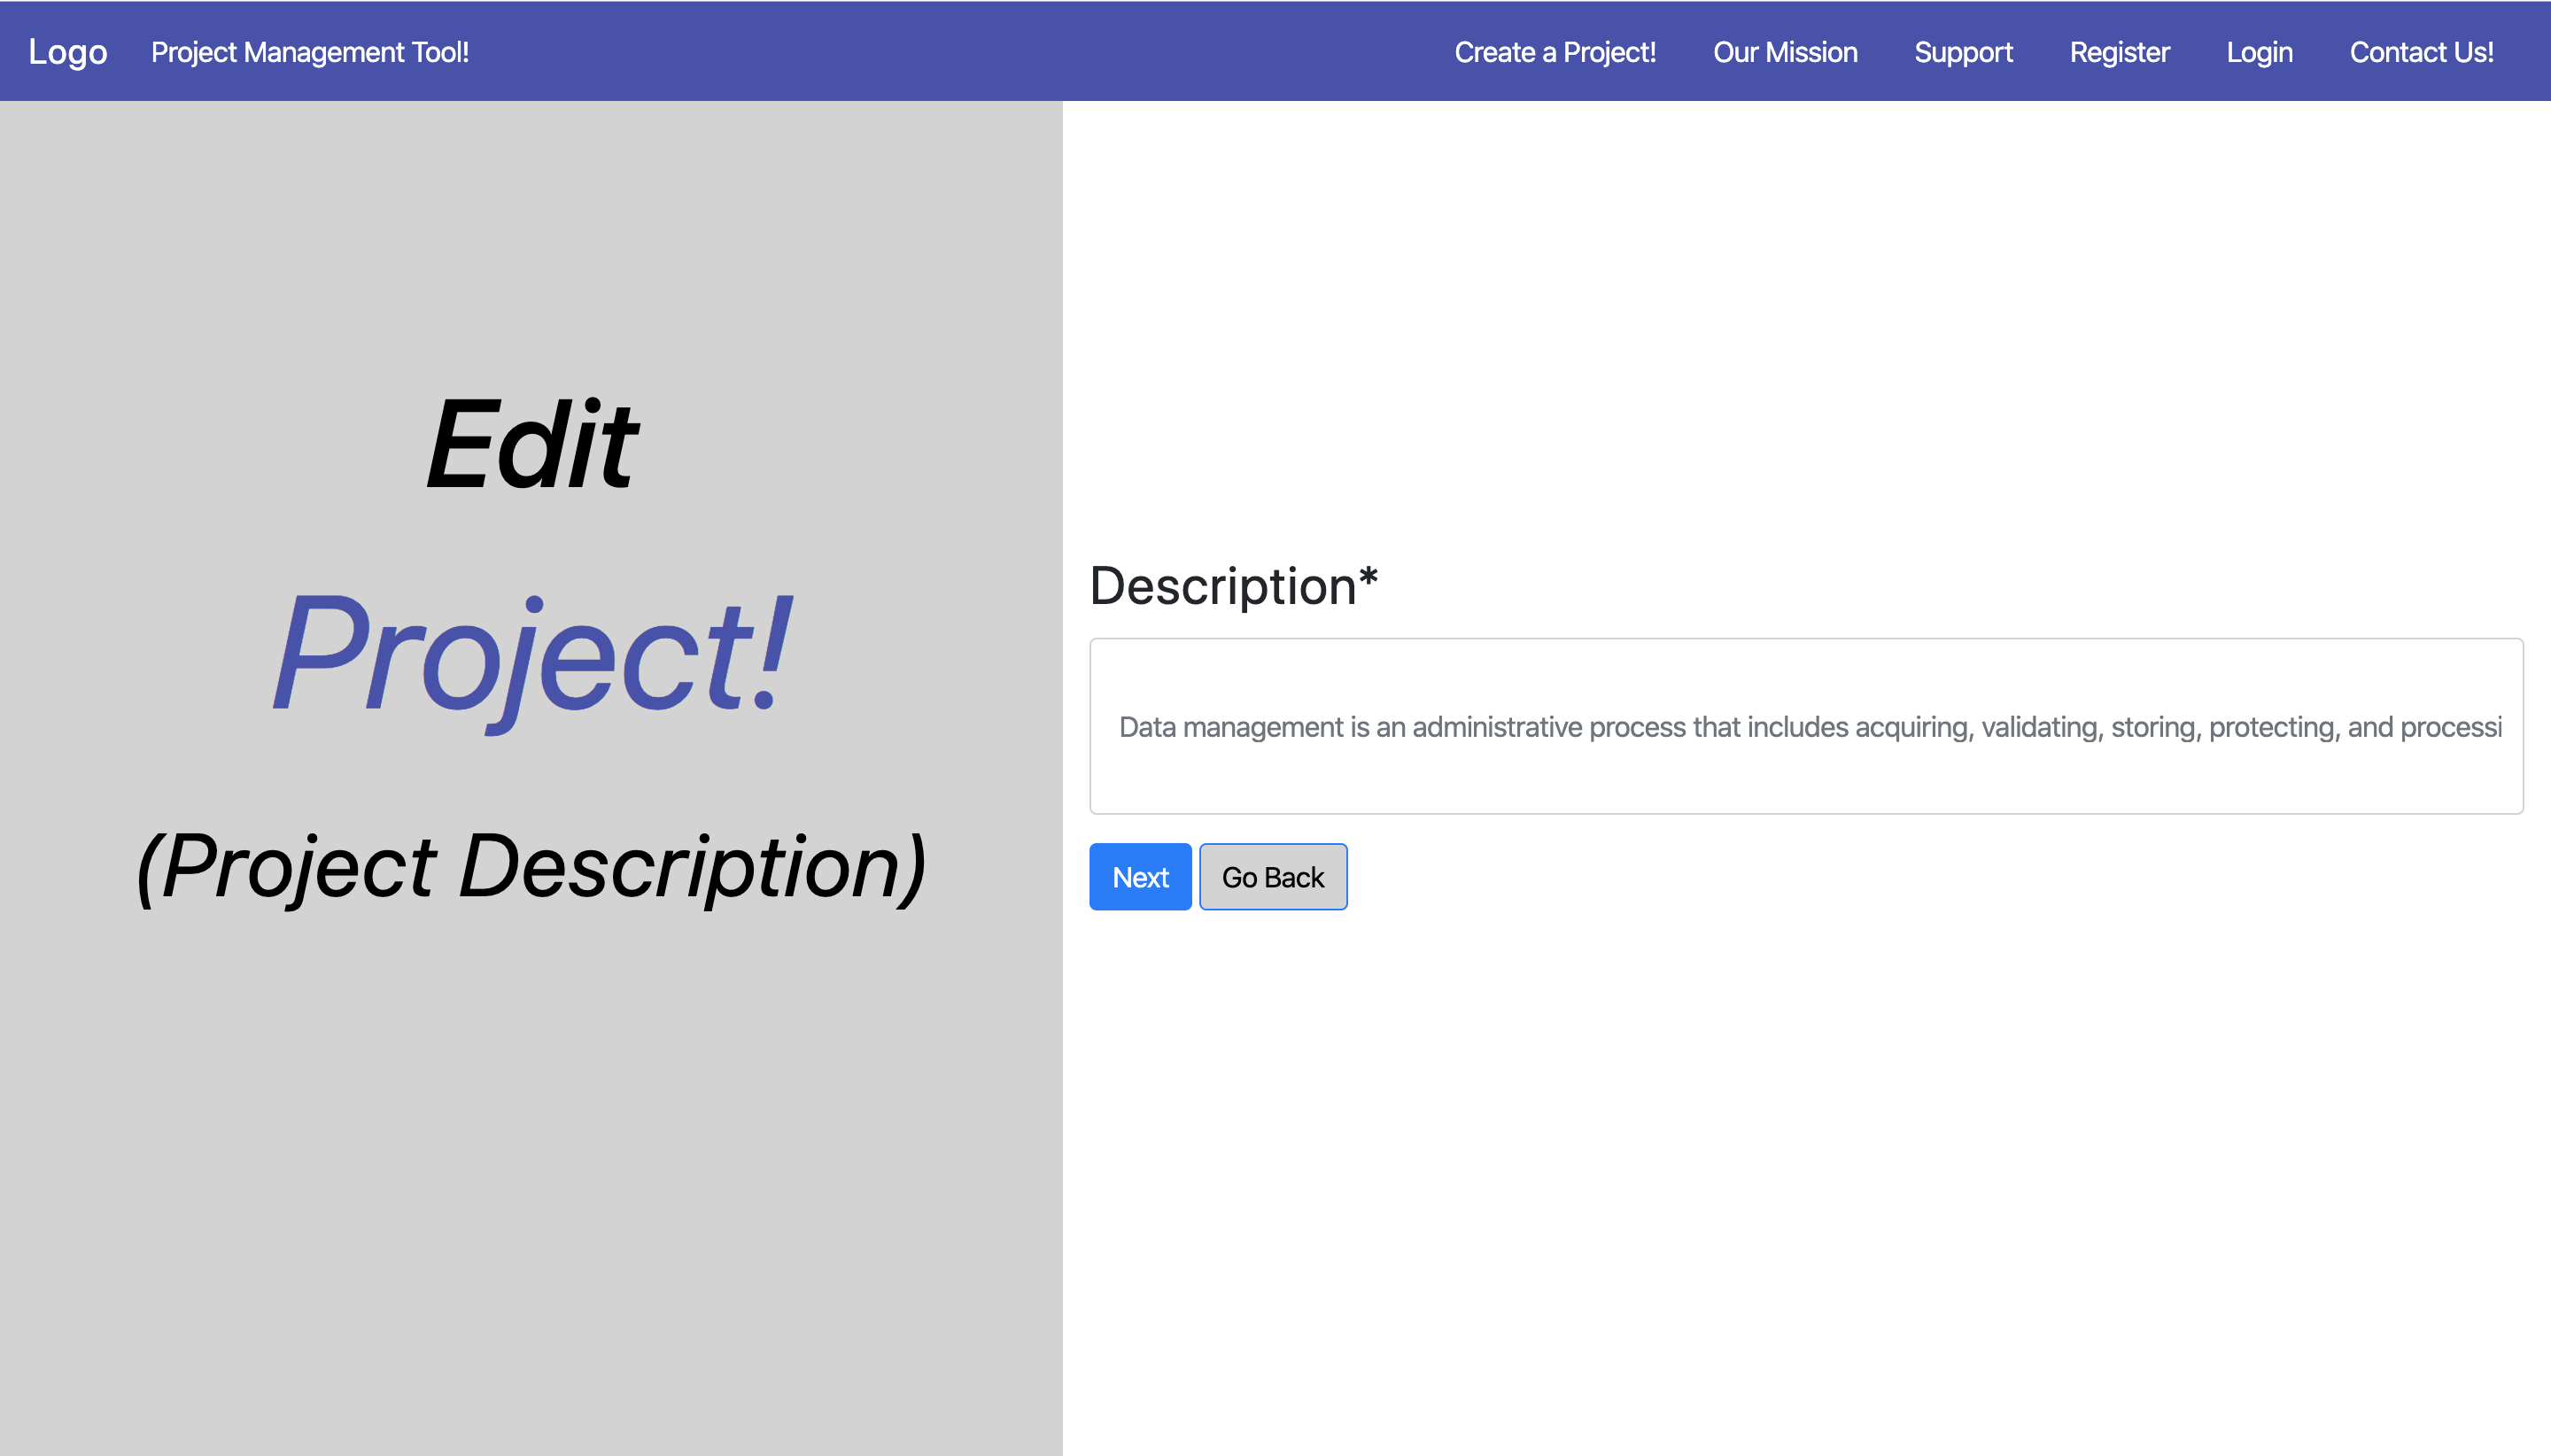 Logo Project Management Tool! Create a Project! Our Mission Support Register Login Contact Us!
Edit
Project!
(Project Description)
Description*
Data management is an administrative process that includes acquiring, validating, storing, protecting, and processi
Next Go Back